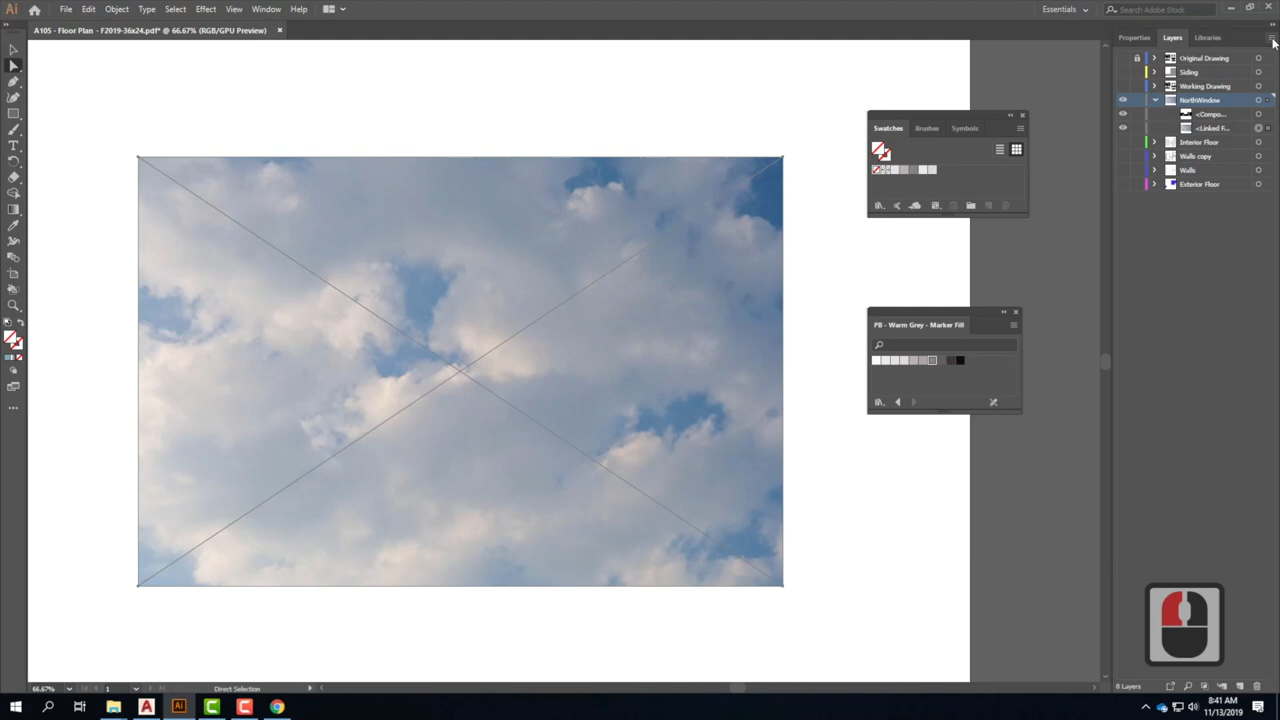 Ai File Edit Object Type Select Effect View Window Help Essentials Search Adobe Stock
A105 - Floor Plan - F2019-36x24.pdf* @ 66.67% (RGB/GPU Preview)
Properties Layers Libraries
Original Drawing
Siding
Working Drawing
NorthWindow
<Compo...
<Linked F...
Interior Floor
Walls copy
Walls
Exterior Floor
Swatches Brushes Symbols
PB - Warm Grey - Marker Fill
66.67% 1 Direct Selection 8 Layers
8:41 AM
11/13/2019